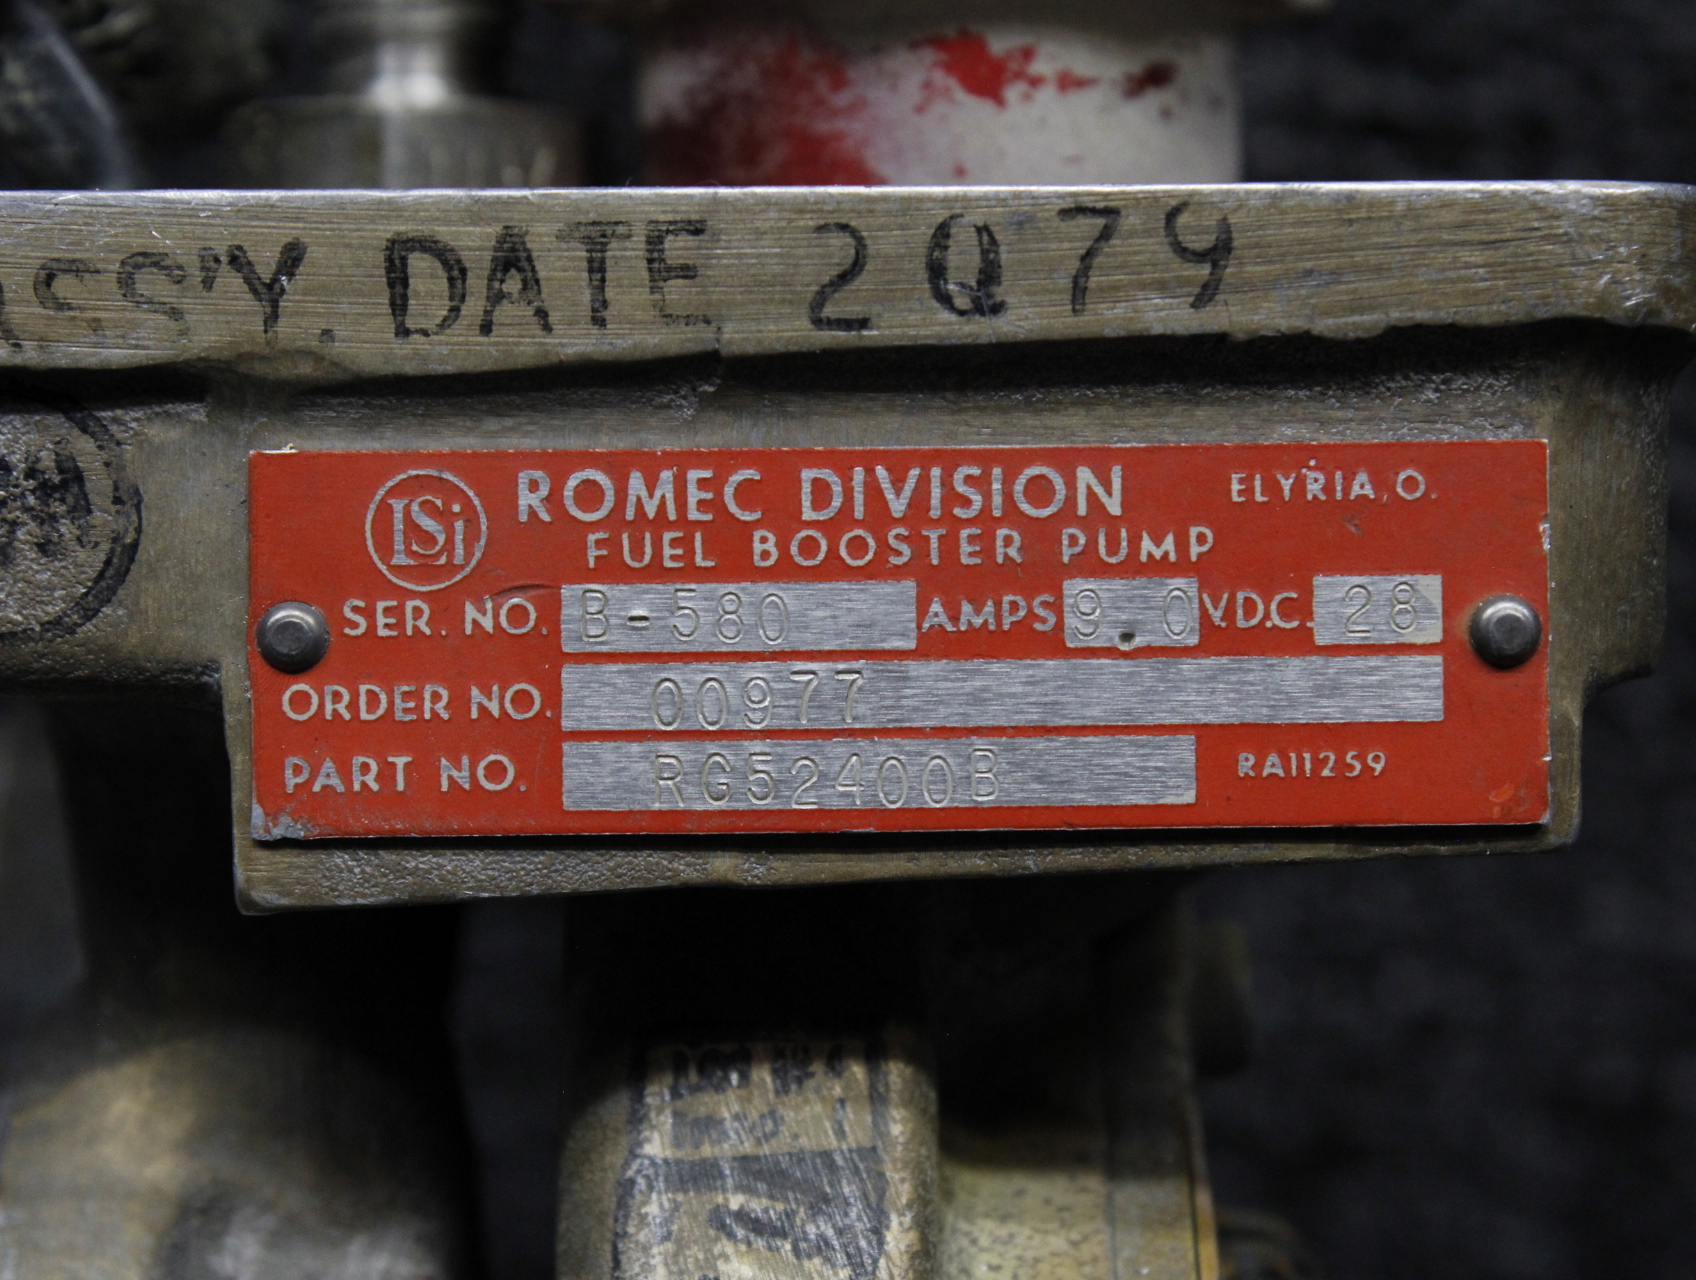 ASS'Y. DATE 2Q79
LSi ROMEC DIVISION ELYRIA, O.
FUEL BOOSTER PUMP
SER. NO. B-580 AMPS 9.0 V.D.C. 28
ORDER NO. 00977
PART NO. RG52400B RA11259